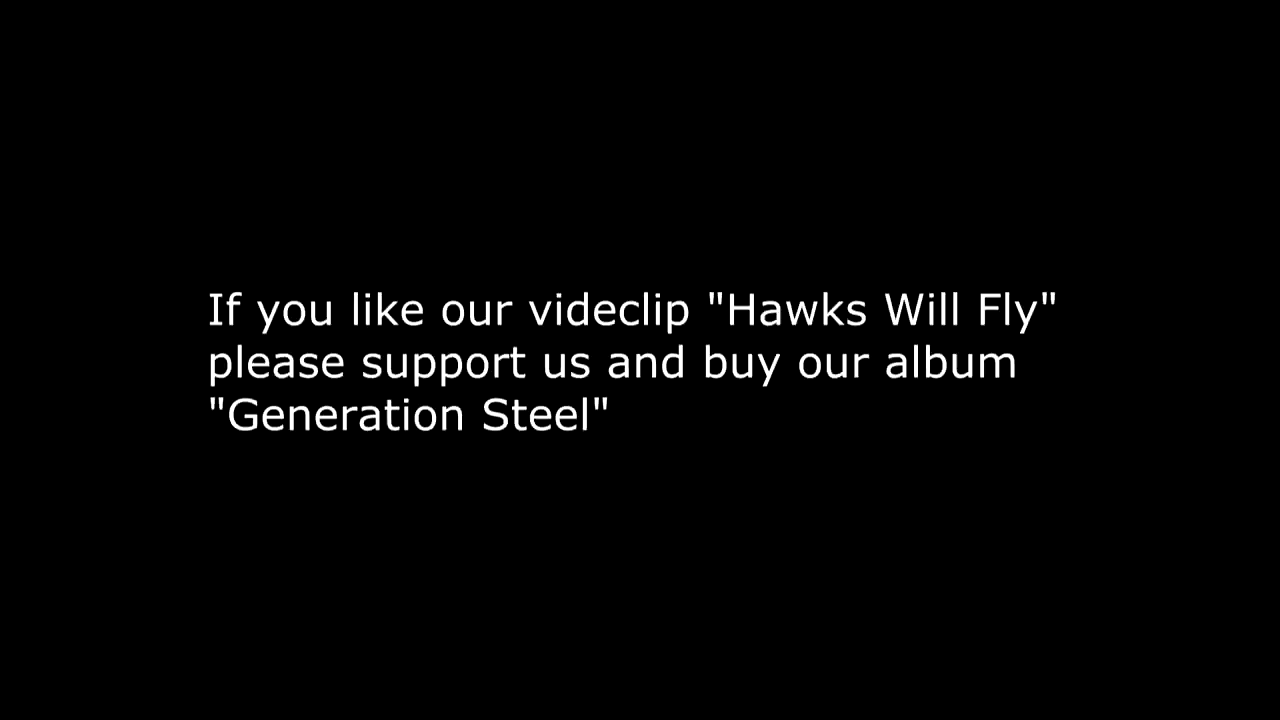 If you like our videclip "Hawks Will Fly"
please support us and buy our album
"Generation Steel"